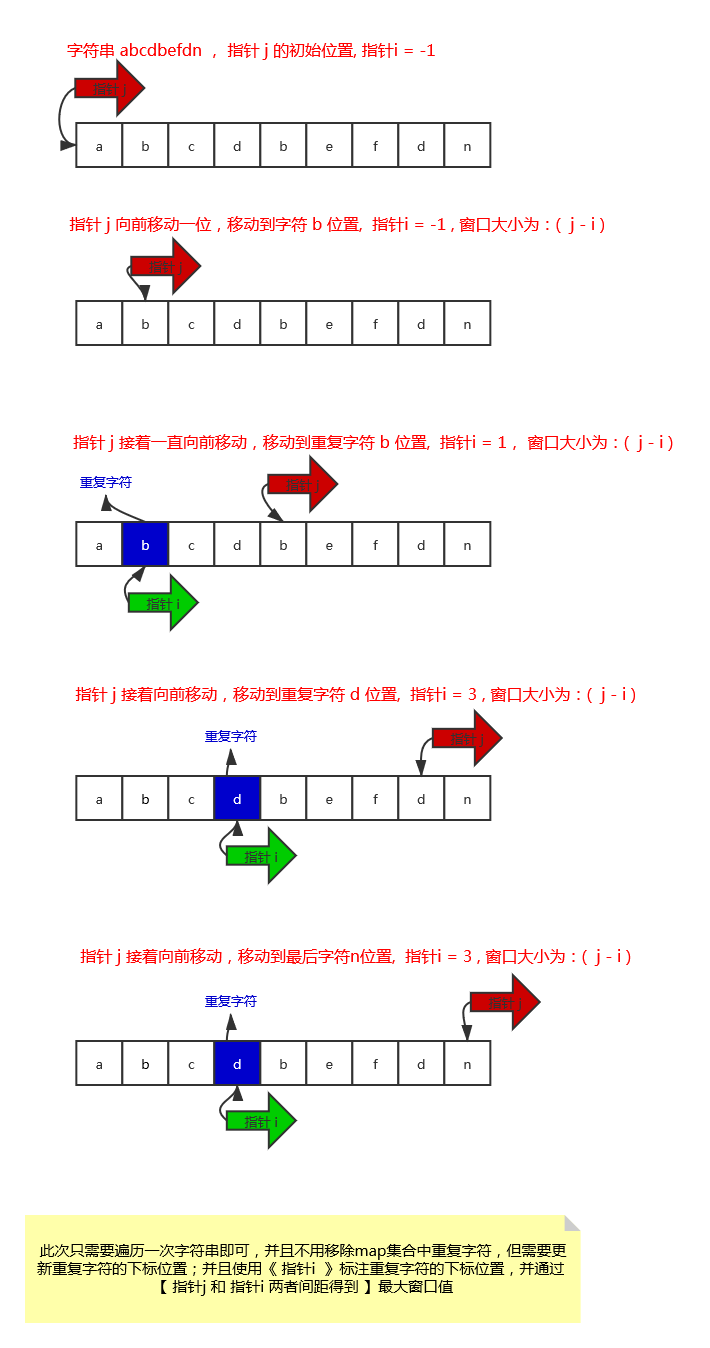 字符串 abcdbefdn ， 指针 j 的初始位置, 指针i = -1
指针 j
a b c d b e f d n
指针 j 向前移动一位，移动到字符 b 位置, 指针i = -1 , 窗口大小为：( j - i )
指针 j
a b c d b e f d n
指针 j 接着一直向前移动，移动到重复字符 b 位置, 指针i = 1 ， 窗口大小为：( j - i )
重复字符
指针 j
a b c d b e f d n
指针 i
指针 j 接着向前移动，移动到重复字符 d 位置, 指针i = 3 , 窗口大小为：( j - i )
重复字符
指针 j
a b c d b e f d n
指针 i
指针 j 接着向前移动，移动到最后字符n位置, 指针i = 3 , 窗口大小为：( j - i )
重复字符
指针 j
a b c d b e f d n
指针 i
此次只需要遍历一次字符串即可，并且不用移除map集合中重复字符，但需要更
新重复字符的下标位置；并且使用《 指针i 》标注重复字符的下标位置，并通过
【 指针j 和 指针i 两者间距得到 】最大窗口值